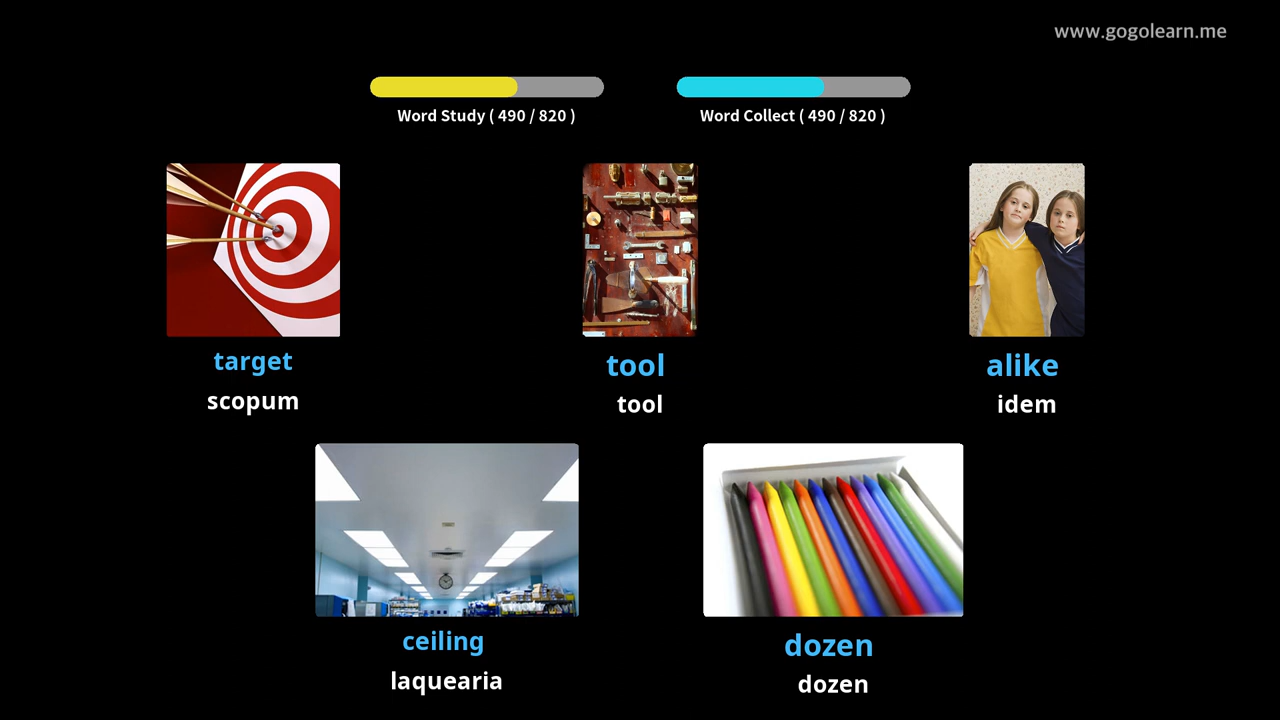 www.gogolearn.me
Word Study ( 490 / 820 )
Word Collect ( 490 / 820 )
target
scopum
tool
tool
alike
idem
ceiling
laquearia
dozen
dozen